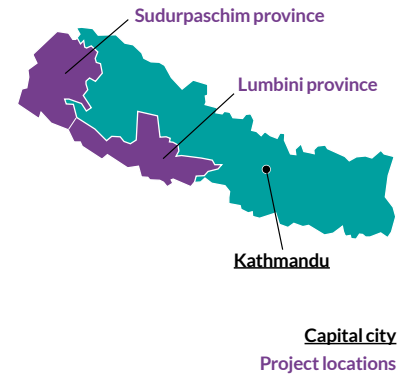 Sudurpaschim province
Lumbini province
Kathmandu
Capital city
Project locations